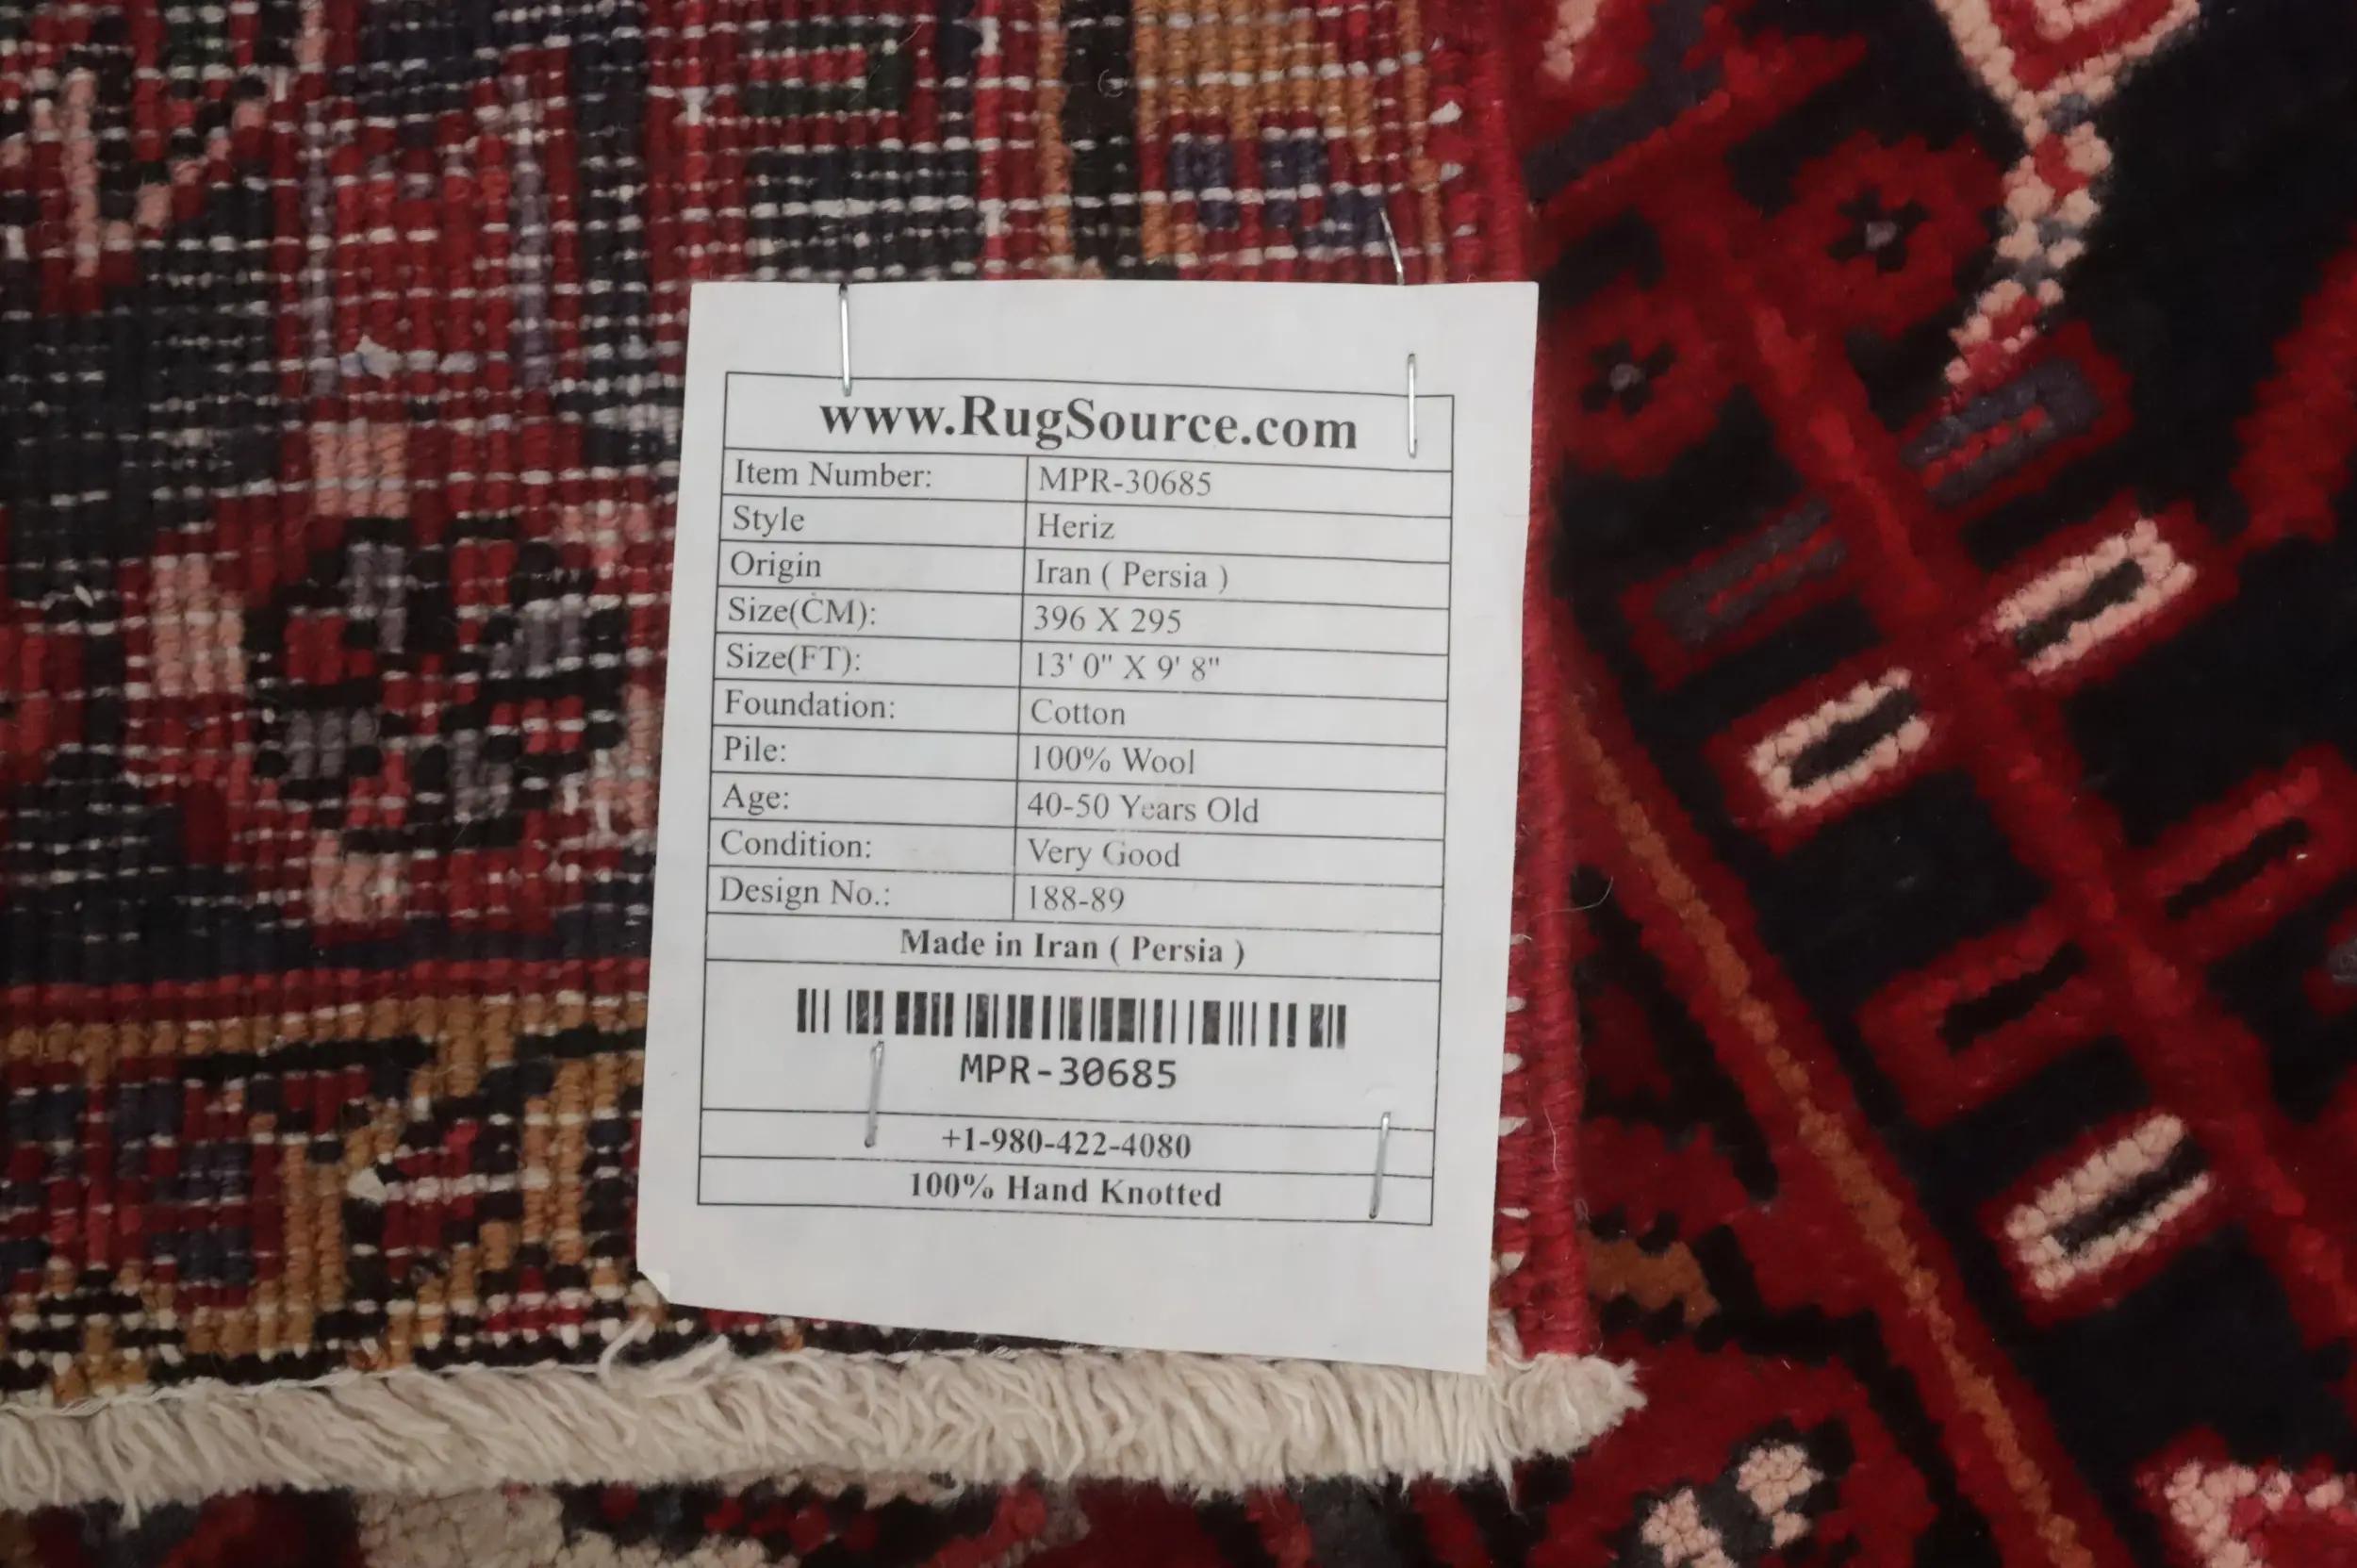 www.RugSource.com
Item Number: MPR-30685
Style Heriz
Origin Iran ( Persia )
Size(CM): 396 X 295
Size(FT): 13' 0" X 9' 8"
Foundation: Cotton
Pile: 100% Wool
Age: 40-50 Years Old
Condition: Very Good
Design No.: 188-89
Made in Iran ( Persia )
MPR-30685
+1-980-422-4080
100% Hand Knotted